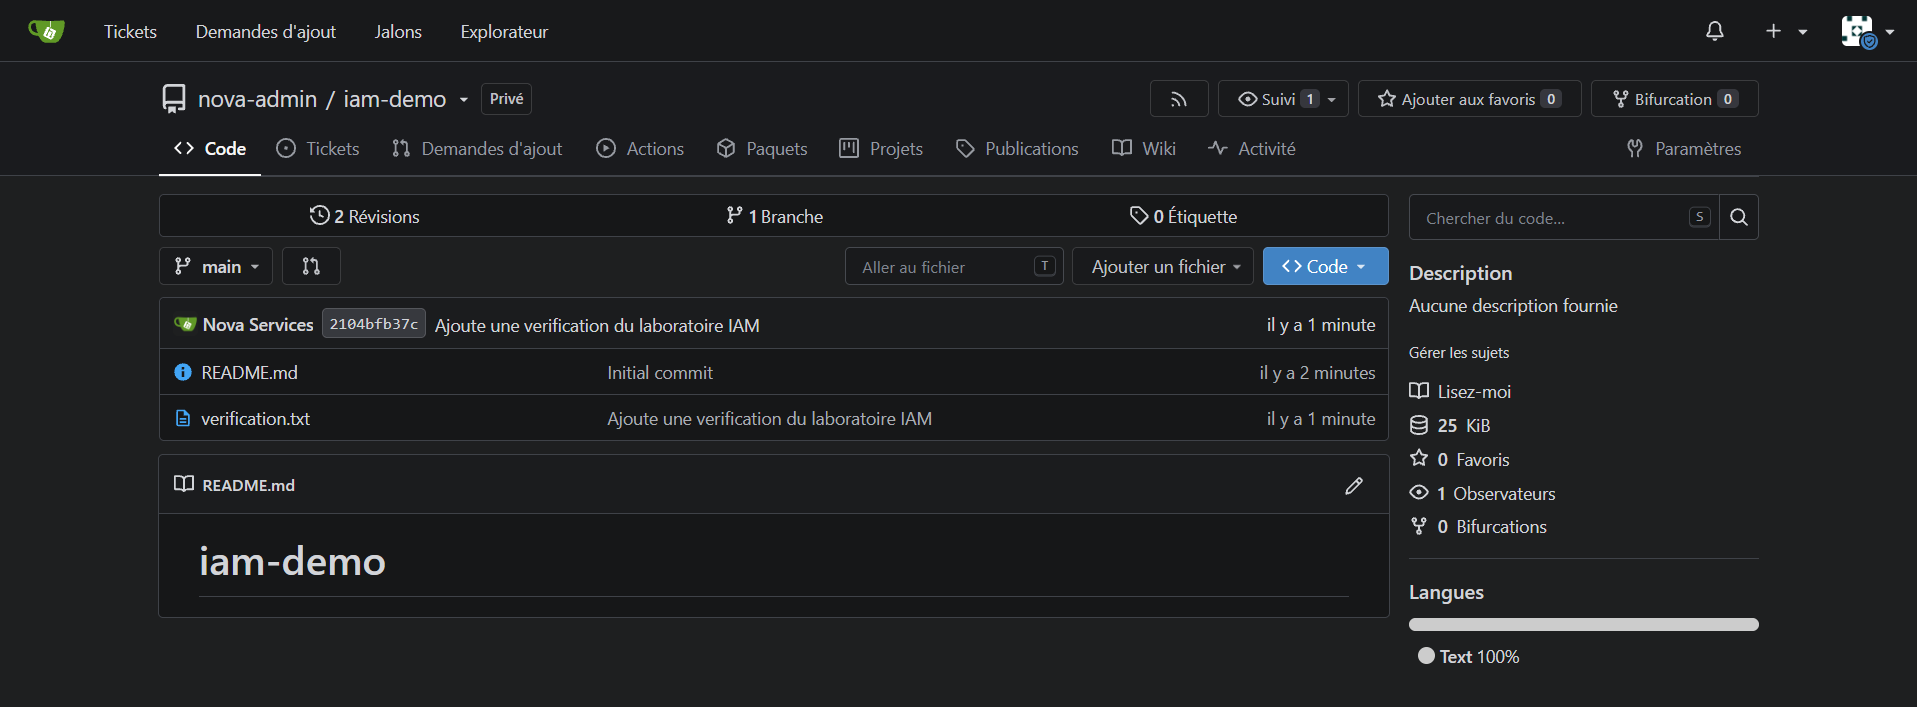 Tickets Demandes d'ajout Jalons Explorateur
nova-admin / iam-demo Privé Suivi 1 Ajouter aux favoris 0 Bifurcation 0
Code Tickets Demandes d'ajout Actions Paquets Projets Publications Wiki Activité Paramètres
2 Révisions 1 Branche 0 Étiquette
Chercher du code... S
main Aller au fichier T Ajouter un fichier Code
Nova Services 2104bfb37c Ajoute une verification du laboratoire IAM il y a 1 minute
README.md Initial commit il y a 2 minutes
verification.txt Ajoute une verification du laboratoire IAM il y a 1 minute
README.md
iam-demo
Description
Aucune description fournie
Gérer les sujets
Lisez-moi
25 KiB
0 Favoris
1 Observateurs
0 Bifurcations
Langues
Text 100%